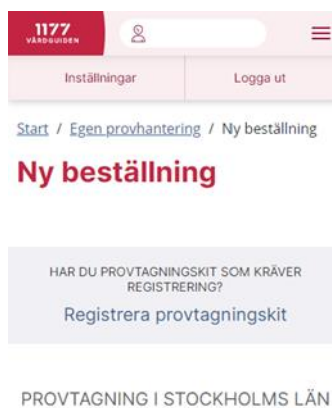 1177
VÅRDGUIDEN
Inställningar
Logga ut
Start / Egen provhantering / Ny beställning
Ny beställning
HAR DU PROVTAGNINGSKIT SOM KRÄVER
REGISTRERING?
Registrera provtagningskit
PROVTAGNING I STOCKHOLMS LÄN